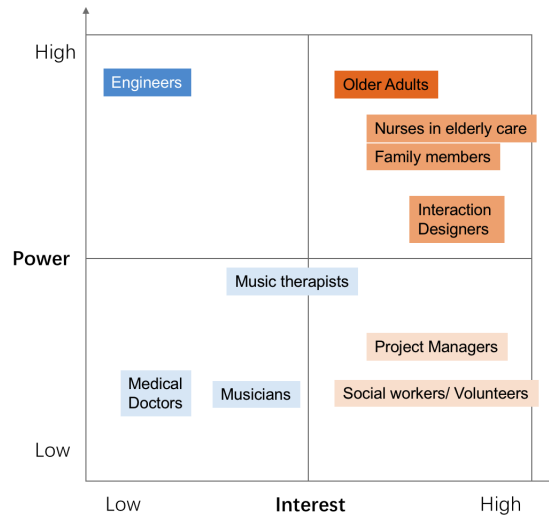 High
Engineers
Older Adults
Nurses in elderly care
Family members
Interaction
Designers
Power
Music therapists
Project Managers
Medical
Doctors
Musicians
Social workers/ Volunteers
Low
Low
Interest
High